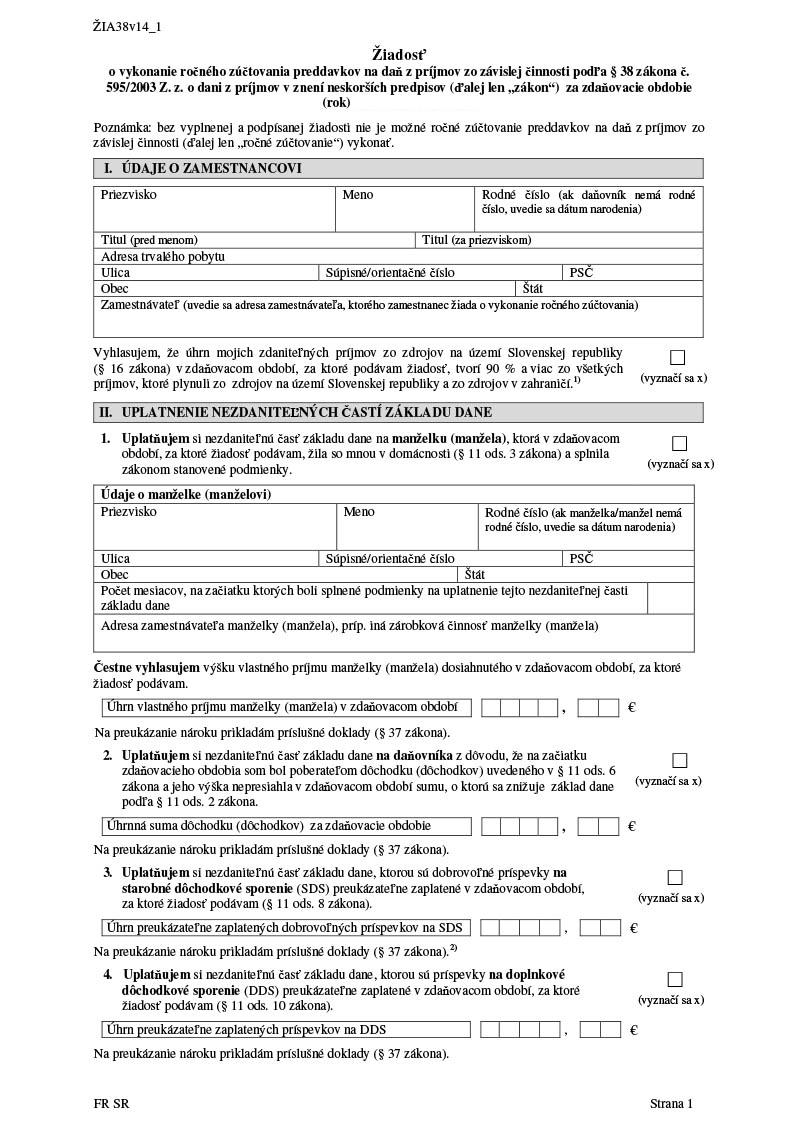 ŽIA38v14_1
Žiadosť
o vykonanie ročného zúčtovania preddavkov na daň z príjmov zo závislej činnosti podľa § 38 zákona č.
595/2003 Z. z. o dani z príjmov v znení neskorších predpisov (ďalej len „zákon“) za zdaňovacie obdobie
(rok)
Poznámka: bez vyplnenej a podpísanej žiadosti nie je možné ročné zúčtovanie preddavkov na daň z príjmov zo
závislej činnosti (ďalej len „ročné zúčtovanie“) vykonať.
I. ÚDAJE O ZAMESTNANCOVI
Priezvisko Meno Rodné číslo (ak daňovník nemá rodné
číslo, uvedie sa dátum narodenia)
Titul (pred menom) Titul (za priezviskom)
Adresa trvalého pobytu
Ulica Súpisné/orientačné číslo PSČ
Obec Štát
Zamestnávateľ (uvedie sa adresa zamestnávateľa, ktorého zamestnanec žiada o vykonanie ročného zúčtovania)
Vyhlasujem, že úhrn mojich zdaniteľných príjmov zo zdrojov na území Slovenskej republiky
(§ 16 zákona) v zdaňovacom období, za ktoré podávam žiadosť, tvorí 90 % a viac zo všetkých
príjmov, ktoré plynuli zo zdrojov na území Slovenskej republiky a zo zdrojov v zahraničí.1)
(vyznačí sa x)
II. UPLATNENIE NEZDANITEĽNÝCH ČASTÍ ZÁKLADU DANE
1. Uplatňujem si nezdaniteľnú časť základu dane na manželku (manžela), ktorá v zdaňovacom
období, za ktoré žiadosť podávam, žila so mnou v domácnosti (§ 11 ods. 3 zákona) a splnila
zákonom stanovené podmienky.
(vyznačí sa x)
Údaje o manželke (manželovi)
Priezvisko Meno Rodné číslo (ak manželka/manžel nemá
rodné číslo, uvedie sa dátum narodenia)
Ulica Súpisné/orientačné číslo PSČ
Obec Štát
Počet mesiacov, na začiatku ktorých boli splnené podmienky na uplatnenie tejto nezdaniteľnej časti
základu dane
Adresa zamestnávateľa manželky (manžela), príp. iná zárobková činnosť manželky (manžela)
Čestne vyhlasujem výšku vlastného príjmu manželky (manžela) dosiahnutého v zdaňovacom období, za ktoré
žiadosť podávam.
Úhrn vlastného príjmu manželky (manžela) v zdaňovacom období , €
Na preukázanie nároku prikladám príslušné doklady (§ 37 zákona).
2. Uplatňujem si nezdaniteľnú časť základu dane na daňovníka z dôvodu, že na začiatku
zdaňovacieho obdobia som bol poberateľom dôchodku (dôchodkov) uvedeného v § 11 ods. 6
zákona a jeho výška nepresiahla v zdaňovacom období sumu, o ktorú sa znižuje základ dane
podľa § 11 ods. 2 zákona.
(vyznačí sa x)
Úhrnná suma dôchodku (dôchodkov) za zdaňovacie obdobie , €
Na preukázanie nároku prikladám príslušné doklady (§ 37 zákona).
3. Uplatňujem si nezdaniteľnú časť základu dane, ktorou sú dobrovoľné príspevky na
starobné dôchodkové sporenie (SDS) preukázateľne zaplatené v zdaňovacom období,
za ktoré žiadosť podávam (§ 11 ods. 8 zákona).
(vyznačí sa x)
Úhrn preukázateľne zaplatených dobrovoľných príspevkov na SDS , €
Na preukázanie nároku prikladám príslušné doklady (§ 37 zákona).2)
4. Uplatňujem si nezdaniteľnú časť základu dane, ktorou sú príspevky na doplnkové
dôchodkové sporenie (DDS) preukázateľne zaplatené v zdaňovacom období, za ktoré
žiadosť podávam (§ 11 ods. 10 zákona).
(vyznačí sa x)
Úhrn preukázateľne zaplatených príspevkov na DDS , €
Na preukázanie nároku prikladám príslušné doklady (§ 37 zákona).
FR SR Strana 1